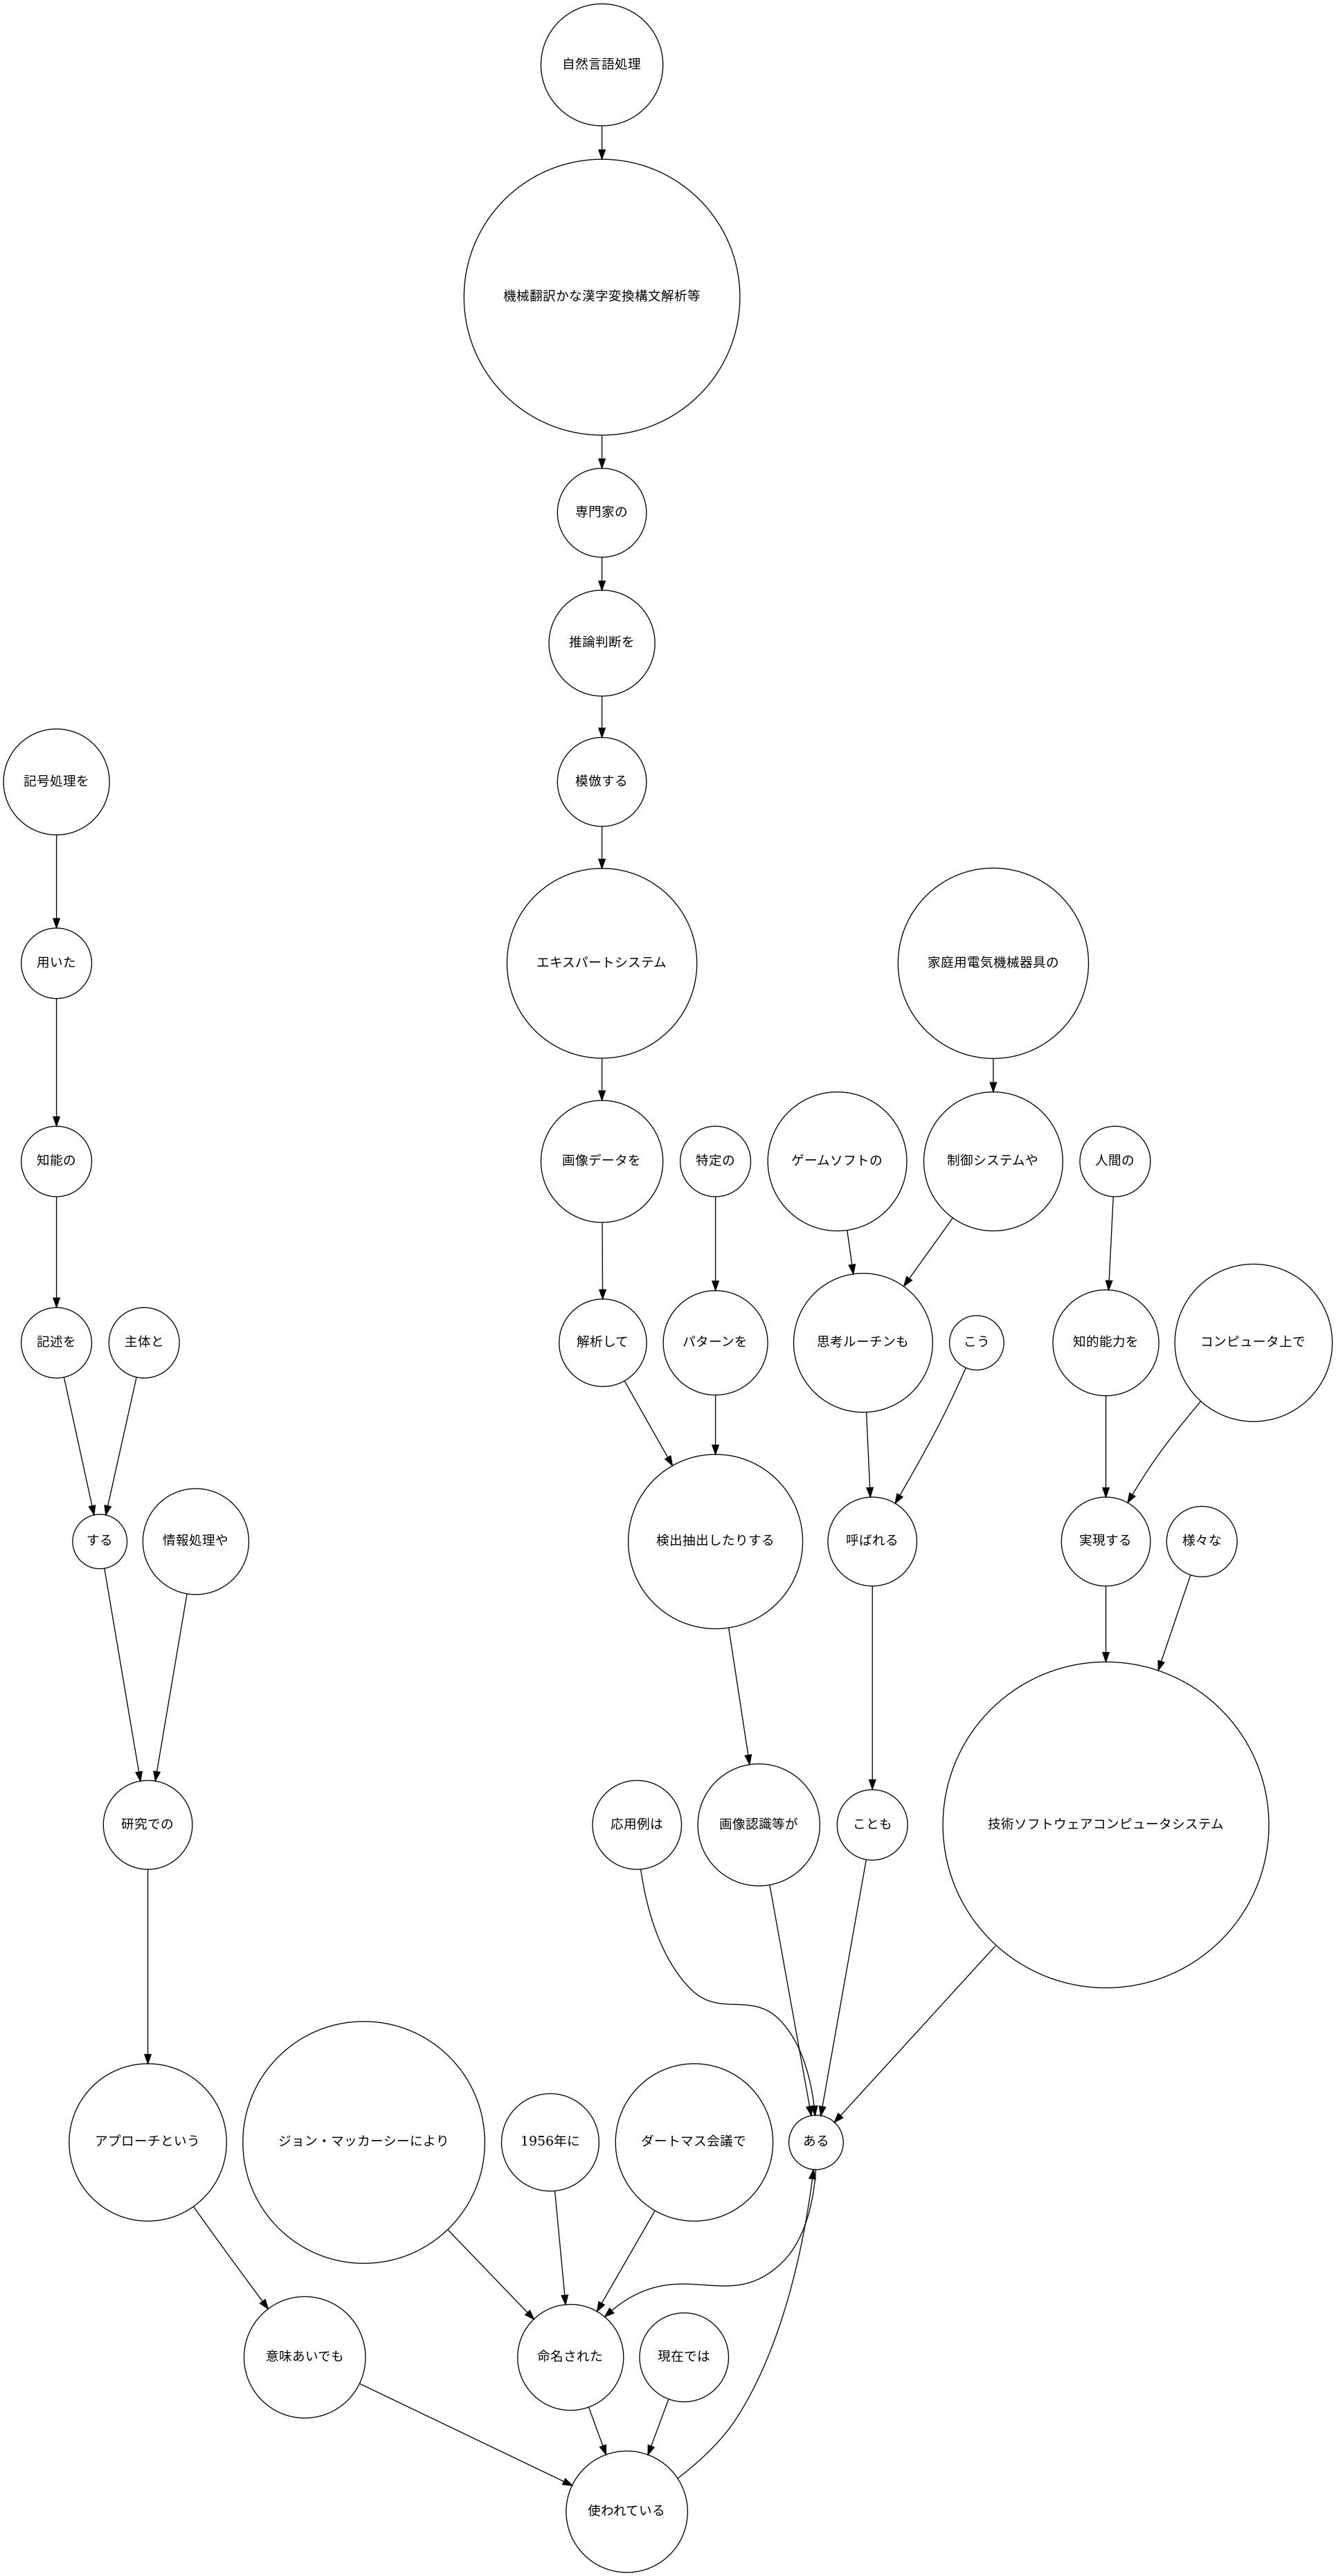 自然言語処理
機械翻訳かな漢字変換構文解析等
専門家の
推論判断を
模倣する
記号処理を
用いた
エキスパートシステム
家庭用電気機械器具の
知能の
画像データを
特定の
ゲームソフトの
制御システムや
人間の
記述を
主体と
解析して
パターンを
思考ルーチンも
こう
知的能力を
コンピュータ上で
する
情報処理や
検出抽出したりする
呼ばれる
実現する
様々な
研究での
応用例は
画像認識等が
ことも
技術ソフトウェアコンピュータシステム
アプローチという
ジョン・マッカーシーにより
1956年に
ダートマス会議で
ある
意味あいでも
命名された
現在では
使われている